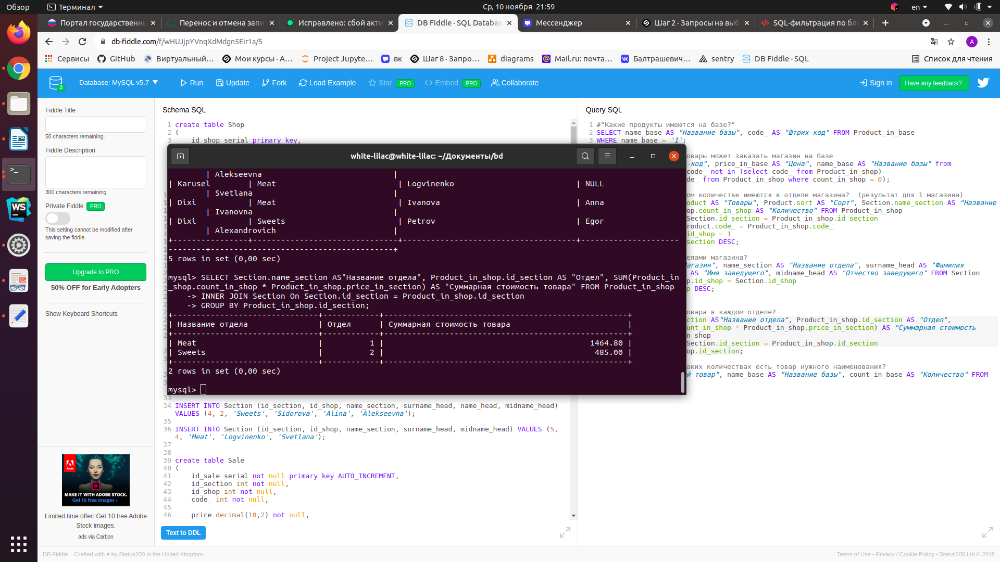 Обзор
Терминал
Ср, 10 ноября 21:59
en
Портал государственн
Перенос и отмена запи
Исправлено: сбой акти
DB Fiddle - SQL Databas
Мессенджер
Шаг 2 · Запросы на выб
SQL-фильтрация по бл
db-fiddle.com/f/wHUJjpYVnqXdMdgn5Eir1a/5
A
Сервисы
GitHub
Виртуальный…
Мои курсы · А…
Project Jupyte…
вк
Шаг 8 · Запро…
diagrams
Mail.ru: почта…
Балтрашевич…
sentry
DB Fiddle - SQL
Список для чтения
3
Database: MySQL v5.7 ▼
Run
Update
Fork
Load Example
Star PRO
Embed PRO
Collaborate
Sign in
Have any feedback?
Fiddle Title
50 characters remaining.
Fiddle Description
300 characters remaining.
Private Fiddle PRO
This setting cannot be modified after
saving the fiddle.
Upgrade to PRO
50% OFF for Early Adopters
Show Keyboard Shortcuts
WS
Adobe
St
MAKE IT WITH ADOBE STOCK.
Get 10 free images ›
Limited time offer: Get 10 free Adobe
Stock images.
ads via Carbon
Schema SQL
1 create table Shop
2 (
3 id_shop serial primary key,
white-lilac@white-lilac: ~/Документы/bd
| Alekseevna |
| Karusel | Meat | Logvinenko | NULL
| Svetlana |
| Dixi | Meat | Ivanova | Anna
| Ivanovna |
| Dixi | Sweets | Petrov | Egor
| Alexandrovich |
5 rows in set (0,00 sec)
mysql> SELECT Section.name_section AS"Название отдела", Product_in_shop.id_section AS "Отдел", SUM(Product_in
_shop.count_in_shop * Product_in_shop.price_in_section) AS "Суммарная стоимость товара" FROM Product_in_shop
-> INNER JOIN Section On Section.id_section = Product_in_shop.id_section
-> GROUP BY Product_in_shop.id_section;
| Название отдела | Отдел | Суммарная стоимость товара |
| Meat | 1 | 1464.80 |
| Sweets | 2 | 485.00 |
2 rows in set (0,00 sec)
mysql>
33
34 INSERT INTO Section (id_section, id_shop, name_section, surname_head, name_head, midname_head)
VALUES (4, 2, 'Sweets', 'Sidorova', 'Alina', 'Alekseevna');
35
36 INSERT INTO Section (id_section, id_shop, name_section, surname_head, midname_head) VALUES (5,
4, 'Meat', 'Logvinenko', 'Svetlana');
37
38
39 create table Sale
40 (
41 id_sale serial not null primary key AUTO_INCREMENT,
42 id_section int not null,
43 id_shop int not null,
44 code_ int not null,
45
46 price decimal(10,2) not null,
Text to DDL
Query SQL
1 #"Какие продукты имеются на базе?"
2 SELECT name_base AS "Название базы", code_ AS "Штрих-код" FROM Product_in_base
3 WHERE name_base = '1';
овары может заказать магазин на базе
-код", price_in_base AS "Цена", name_base AS "Название базы" from
code_ not in (select code_ from Product_in_shop)
de_ from Product_in_shop where count_in_shop = 0);
ом количестве имеются в отделе магазина? (результат для 1 магазина)
oduct AS "Товары", Product.sort AS "Сорт", Section.name_section AS "Название
op.count_in_shop AS "Количество" FROM Product_in_shop
Section.id_section = Product_in_shop.id_section
roduct.code_ = Product_in_shop.code_
id_shop = 1
section DESC;
елами магазина?
агазин", name_section AS "Название отдела", surname_head AS "Фамилия
AS "Имя заведущего", midname_head AS "Отчество заведущего" FROM Section
p.id_shop = Section.id_shop
p DESC;
овара в каждом отделе?
ction AS"Название отдела", Product_in_shop.id_section AS "Отдел",
unt_in_shop * Product_in_shop.price_in_section) AS "Суммарная стоимость
n_shop
Section.id_section = Product_in_shop.id_section
p.id_section;
аких количествах есть товар нужного наименования?
й товар", name_base AS "Название базы", count_in_base AS "Количество" FROM
DB Fiddle – Crafted with ♥ by Status200 in the United Kingdom.
Terms of Use • Privacy / Cookie Policy • Status200 Ltd © 2018